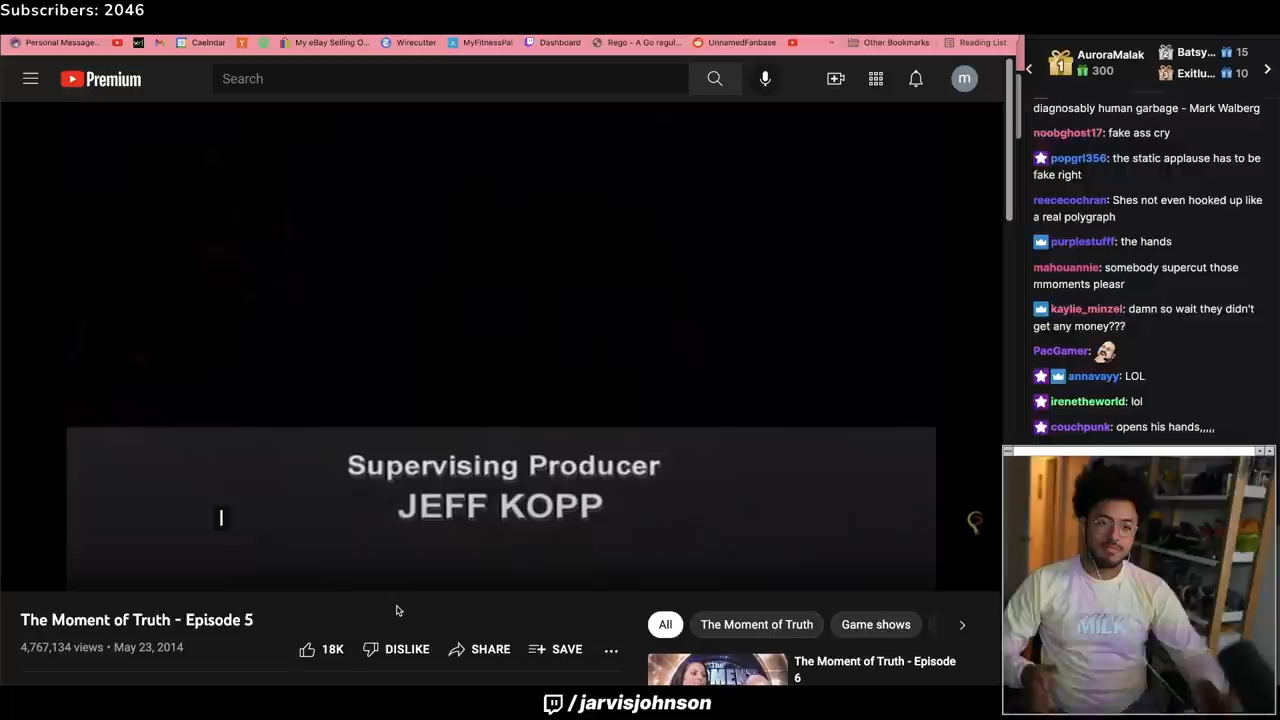 Subscribers: 2046
Personal Message...
My eBay Selling O...
Wirecutter
MyFitnessPal
Dashboard
Rego - A Go regul...
UnnamedFanbase
Other Bookmarks
Reading List
Premium
Search
m
Supervising Producer
JEFF KOPP
The Moment of Truth - Episode 5
4,767,134 views • May 23, 2014
18K
DISLIKE
SHARE
SAVE
All
The Moment of Truth
Game shows
The Moment of Truth - Episode
6
AuroraMalak
300
Batsy... 15
Exitlu... 10
diagnosably human garbage - Mark Walberg
noobghost17: fake ass cry
popgrl356: the static applause has to be
fake right
reececochran: Shes not even hooked up like
a real polygraph
purplestufff: the hands
mahouannie: somebody supercut those
mmoments pleasr
kaylie_minzel: damn so wait they didn't
get any money???
PacGamer:
annavayy: LOL
irenetheworld: lol
couchpunk: opens his hands,,,,,
MILK
/jarvisjohnson